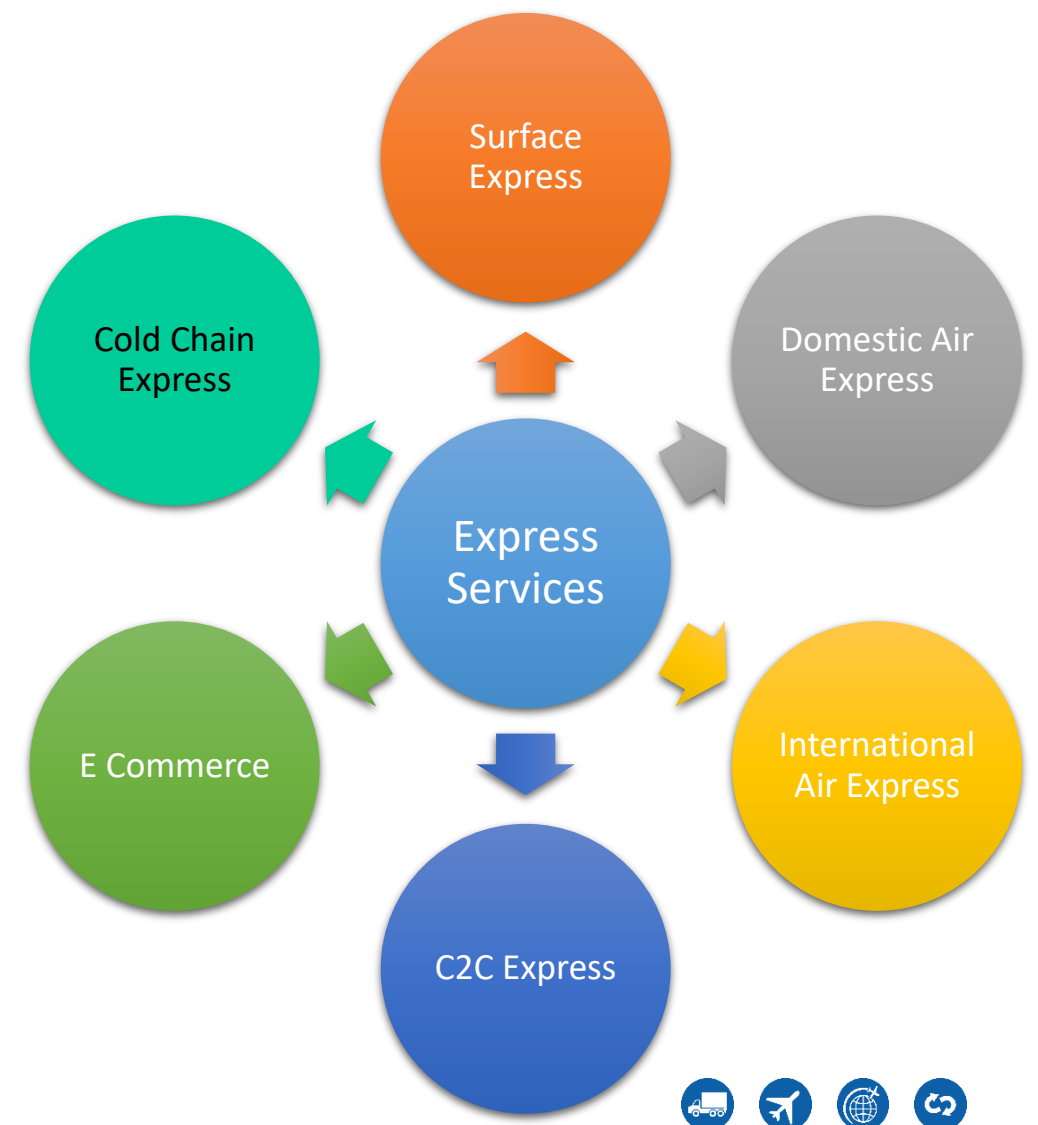 Surface
Express
Cold Chain
Express
Domestic Air
Express
Express
Services
E Commerce
International
Air Express
C2C Express